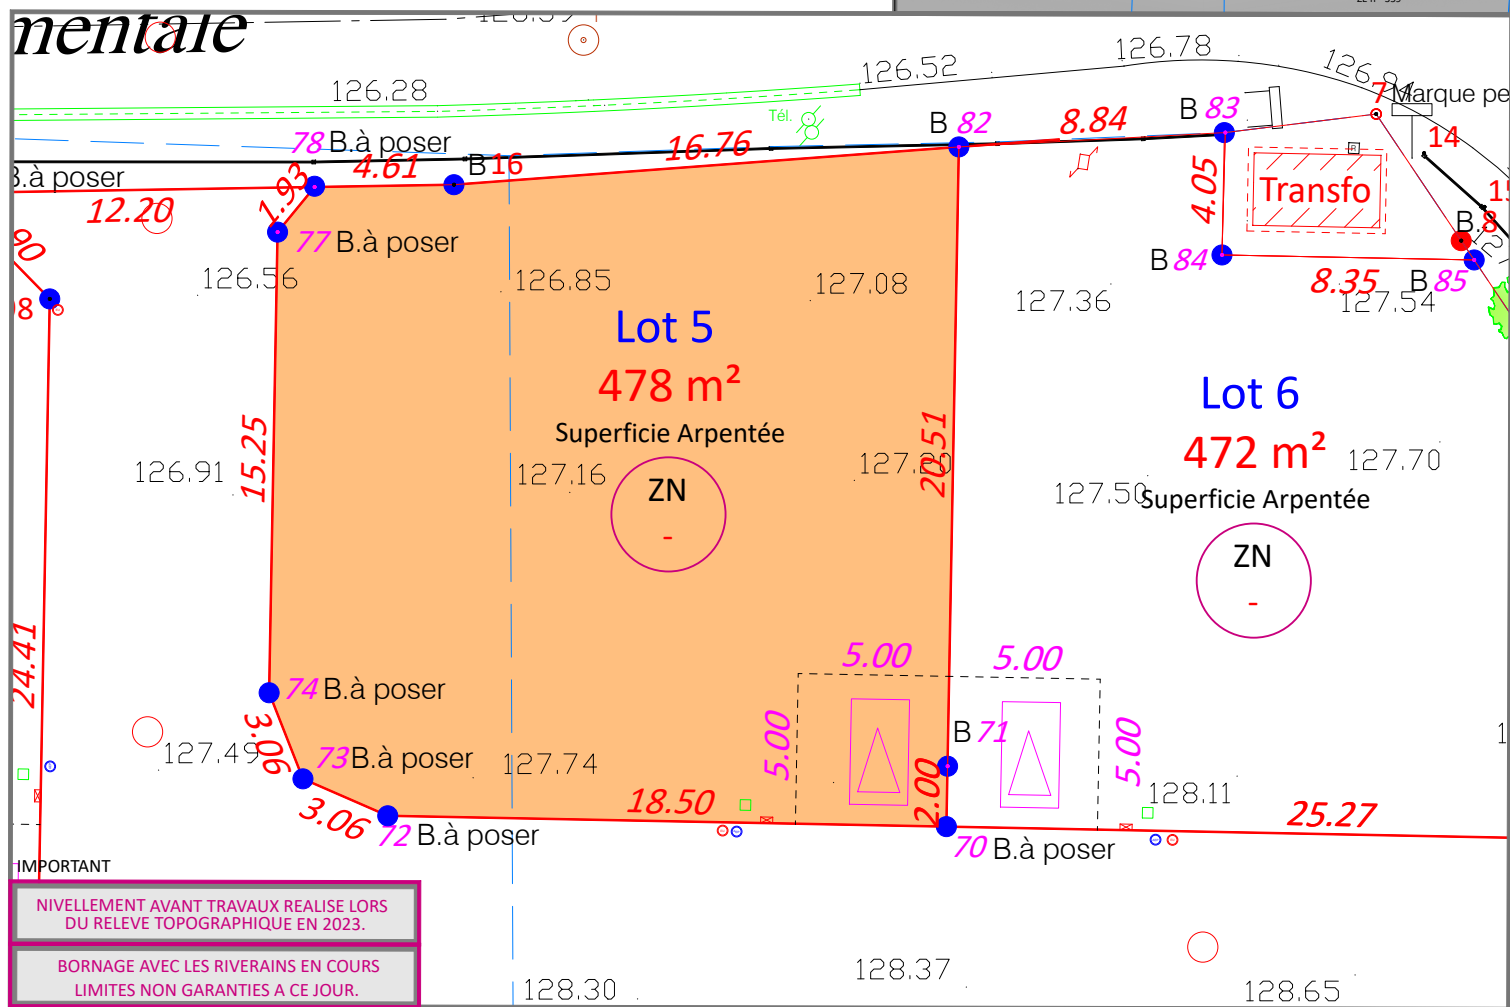 126.28
126.52
126.78
Tél.
B 82
8.84
B 83
7
14
78 B.à poser
4.61
B 16
16.76
B.à poser
12.20
1.93
77 B.à poser
4.05
Transfo
B.8
B 84
8.35
B 85
127.54
126.56
126.85
127.08
127.36
Lot 5
478 m²
Superficie Arpentée
ZN
-
Lot 6
472 m²
Superficie Arpentée
ZN
-
15.25
20.51
126.91
127.16
127.20
127.50
127.70
24.41
5.00
5.00
5.00
5.00
74 B.à poser
3.06
73 B.à poser
3.06
127.49
127.74
B 71
2.00
128.11
18.50
25.27
72 B.à poser
70 B.à poser
IMPORTANT
NIVELLEMENT AVANT TRAVAUX REALISE LORS
DU RELEVE TOPOGRAPHIQUE EN 2023.
BORNAGE AVEC LES RIVERAINS EN COURS
LIMITES NON GARANTIES A CE JOUR.
128.30
128.37
128.65